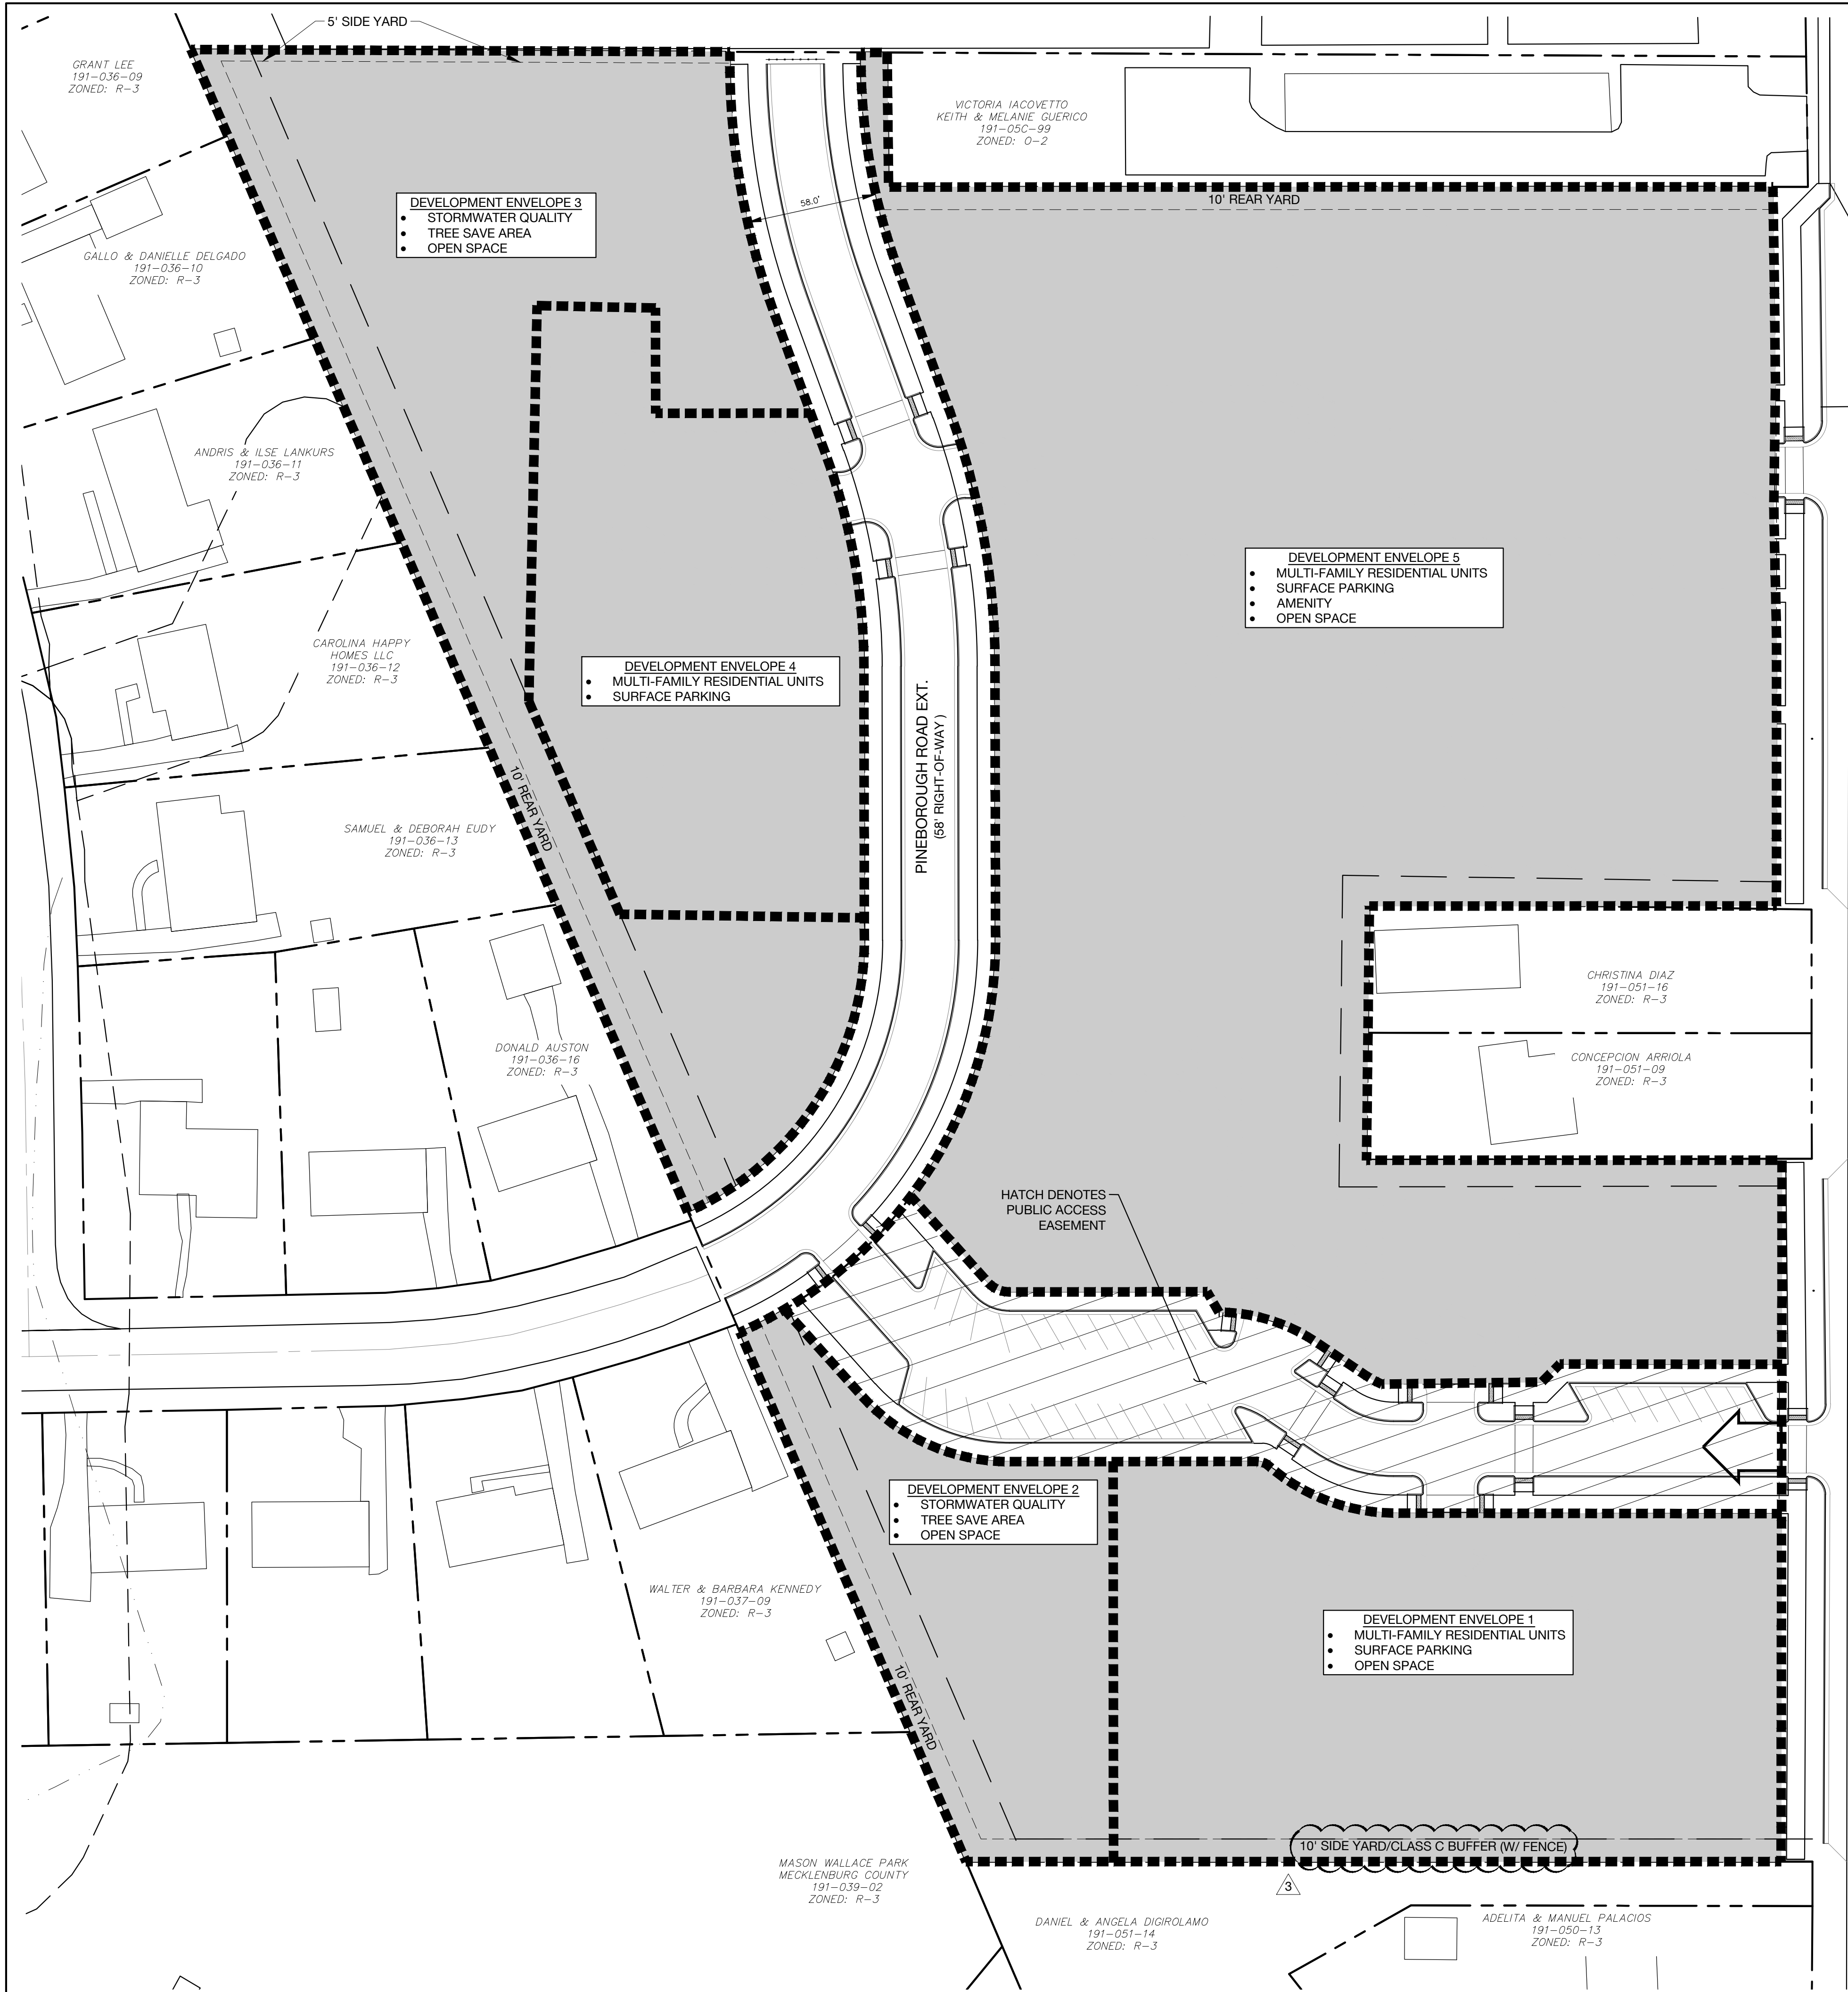 5' SIDE YARD
GRANT LEE
191-036-09
ZONED: R-3
VICTORIA IACOVETTO
KEITH & MELANIE GUERICO
191-05C-99
ZONED: O-2
10' REAR YARD
58.0'
DEVELOPMENT ENVELOPE 3
• STORMWATER QUALITY
• TREE SAVE AREA
• OPEN SPACE
GALLO & DANIELLE DELGADO
191-036-10
ZONED: R-3
ANDRIS & ILSE LANKURS
191-036-11
ZONED: R-3
DEVELOPMENT ENVELOPE 5
• MULTI-FAMILY RESIDENTIAL UNITS
• SURFACE PARKING
• AMENITY
• OPEN SPACE
CAROLINA HAPPY
HOMES LLC
191-036-12
ZONED: R-3
DEVELOPMENT ENVELOPE 4
• MULTI-FAMILY RESIDENTIAL UNITS
• SURFACE PARKING
PINEBOROUGH ROAD EXT.
(58' RIGHT-OF-WAY )
10' REAR YARD
SAMUEL & DEBORAH EUDY
191-036-13
ZONED: R-3
CHRISTINA DIAZ
191-051-16
ZONED: R-3
DONALD AUSTON
191-036-16
ZONED: R-3
CONCEPCION ARRIOLA
191-051-09
ZONED: R-3
HATCH DENOTES
PUBLIC ACCESS
EASEMENT
DEVELOPMENT ENVELOPE 2
• STORMWATER QUALITY
• TREE SAVE AREA
• OPEN SPACE
WALTER & BARBARA KENNEDY
191-037-09
ZONED: R-3
DEVELOPMENT ENVELOPE 1
• MULTI-FAMILY RESIDENTIAL UNITS
• SURFACE PARKING
• OPEN SPACE
10' REAR YARD
10' SIDE YARD/CLASS C BUFFER (W/ FENCE)
3
MASON WALLACE PARK
MECKLENBURG COUNTY
191-039-02
ZONED: R-3
DANIEL & ANGELA DIGIROLAMO
191-051-14
ZONED: R-3
ADELITA & MANUEL PALACIOS
191-050-13
ZONED: R-3